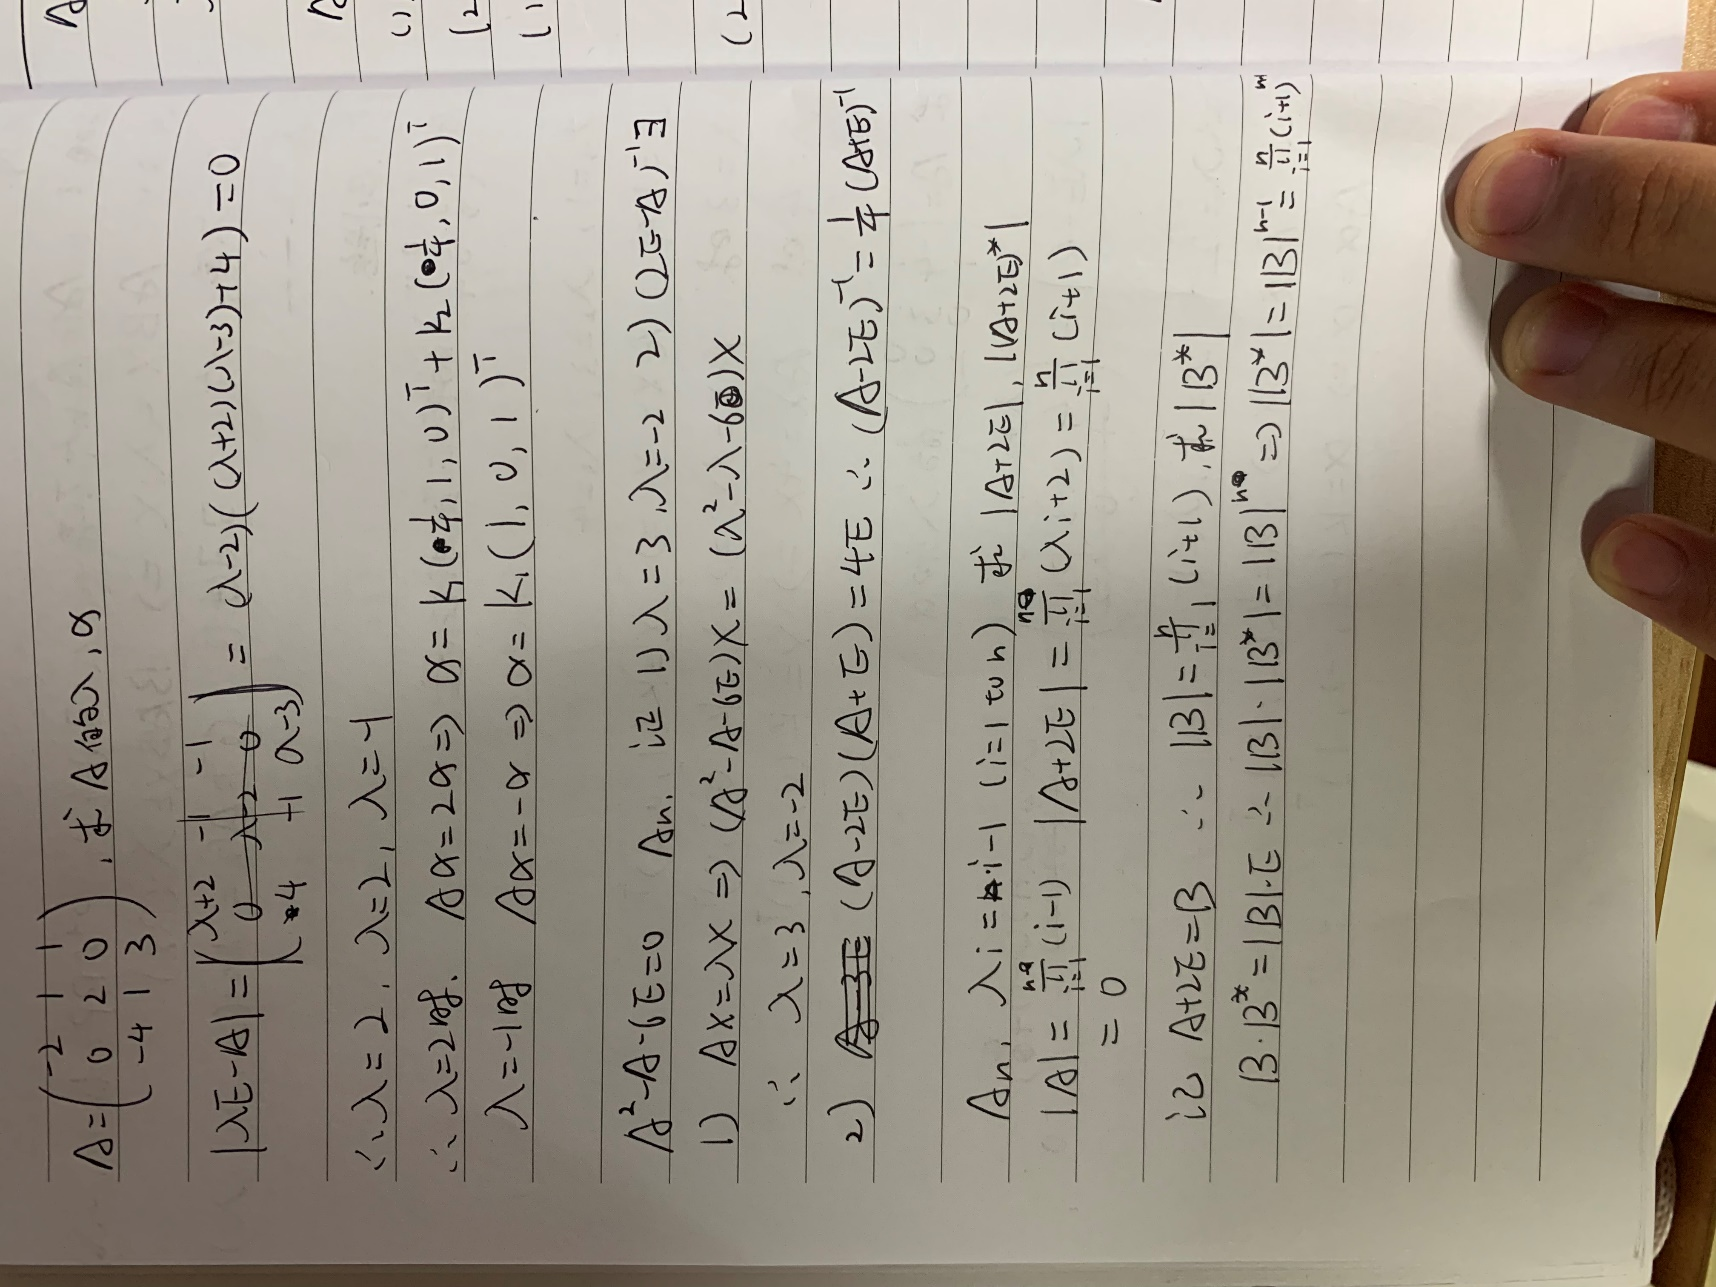 A=(-2 1 1
0 2 0
-4 1 3), 求A的λ,α
|λE-A|=|λ+2 -1 -1
0 λ-2 0
4 -1 λ-3|=(λ-2)((λ+2)(λ-3)+4)=0
∴λ=2, λ=2, λ=-1
∴λ=2时. Aα=2α⇒ α=k₁(1/4,1,0)ᵀ+k₂(1/4,0,1)ᵀ
λ=-1时 Aα=-α⇒α=k₁(1,0,1)ᵀ
A²-A-6E=0 An. 证 1)λ=3,λ=-2 2)(2E-A)⁻¹∃
1) AX=λX⇒(A²-A-6E)X=(λ²-λ-6)X
∴ λ=3,λ=-2
2) (A-2E)(A+E)=4E ∴ (A-2E)⁻¹=1/4(A+E)⁻¹
An, λi=i-1 (i=1 to n) 求 |A+2E|, |(A+2E)*|
|A|=∏ⁿᵢ₌₁(i-1) |A+2E|=∏ⁿᵢ₌₁(λi+2)=∏ⁿᵢ₌₁(i+1)
=0
记 A+2E=B ∴ |B|=∏ⁿᵢ₌₁(i+1). 求|B*|
B·B*=|B|·E ∴|B|·|B*|=|B|ⁿ ⇒|B*|=|B|ⁿ⁻¹=∏ⁿᵢ₌₁(i+1)